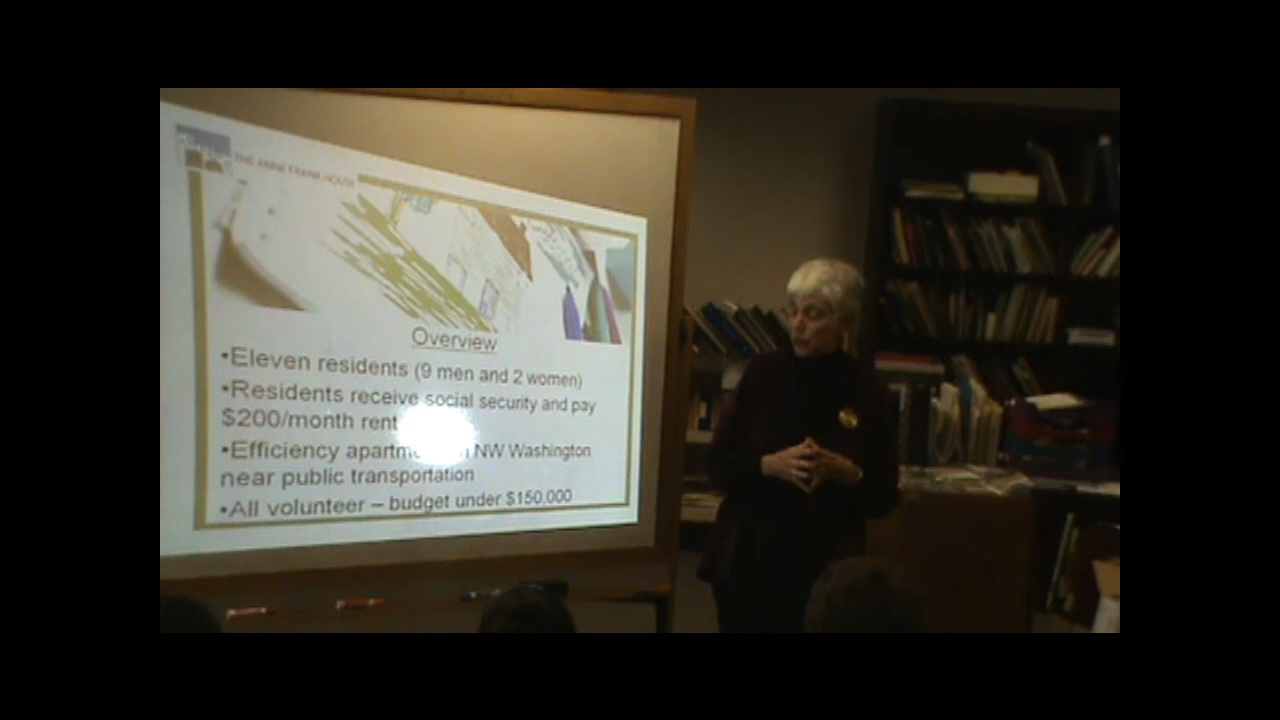 THE ANNE FRANK HOUSE
Overview
•Eleven residents (9 men and 2 women)
•Residents receive social security and pay
$200/month rent
•Efficiency apartm NW Washington
near public transportation
•All volunteer – budget under $150,000